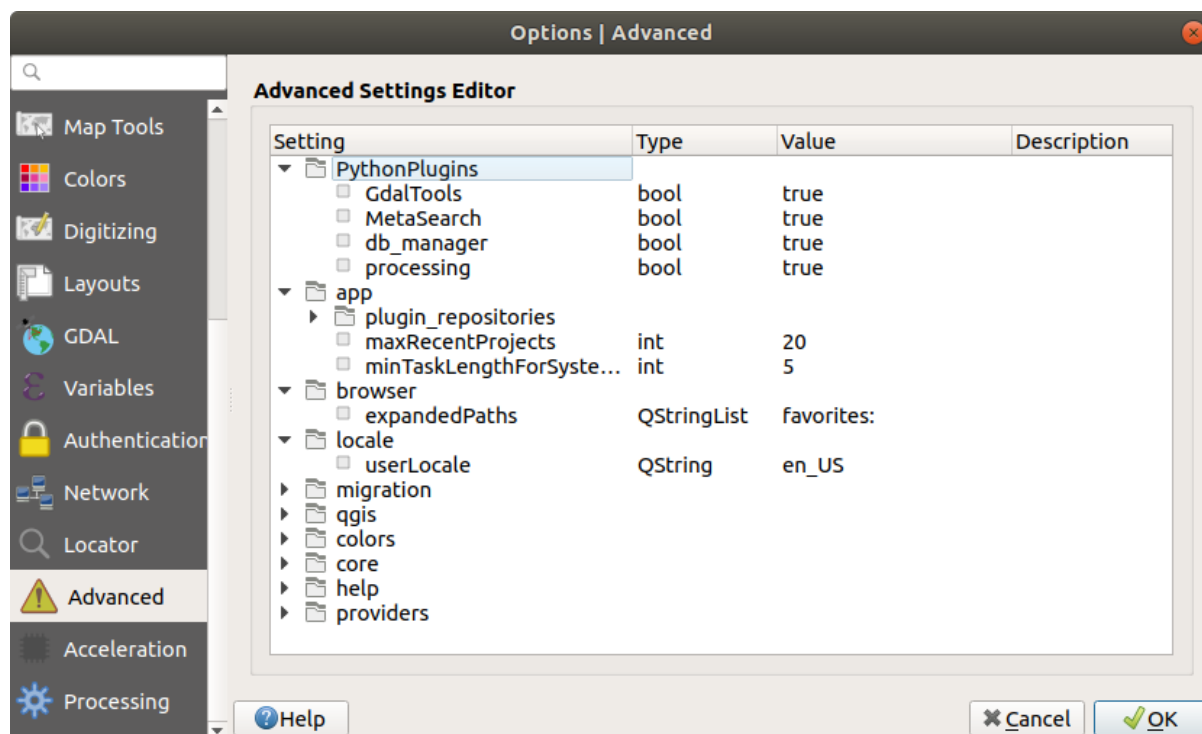 Options | Advanced
Map Tools
Colors
Digitizing
Layouts
GDAL
Variables
Authentication
Network
Locator
Advanced
Acceleration
Processing
Advanced Settings Editor
Setting Type Value Description
PythonPlugins
GdalTools bool true
MetaSearch bool true
db_manager bool true
processing bool true
app
plugin_repositories
maxRecentProjects int 20
minTaskLengthForSyste... int 5
browser
expandedPaths QStringList favorites:
locale
userLocale QString en_US
migration
qgis
colors
core
help
providers
Help Cancel OK